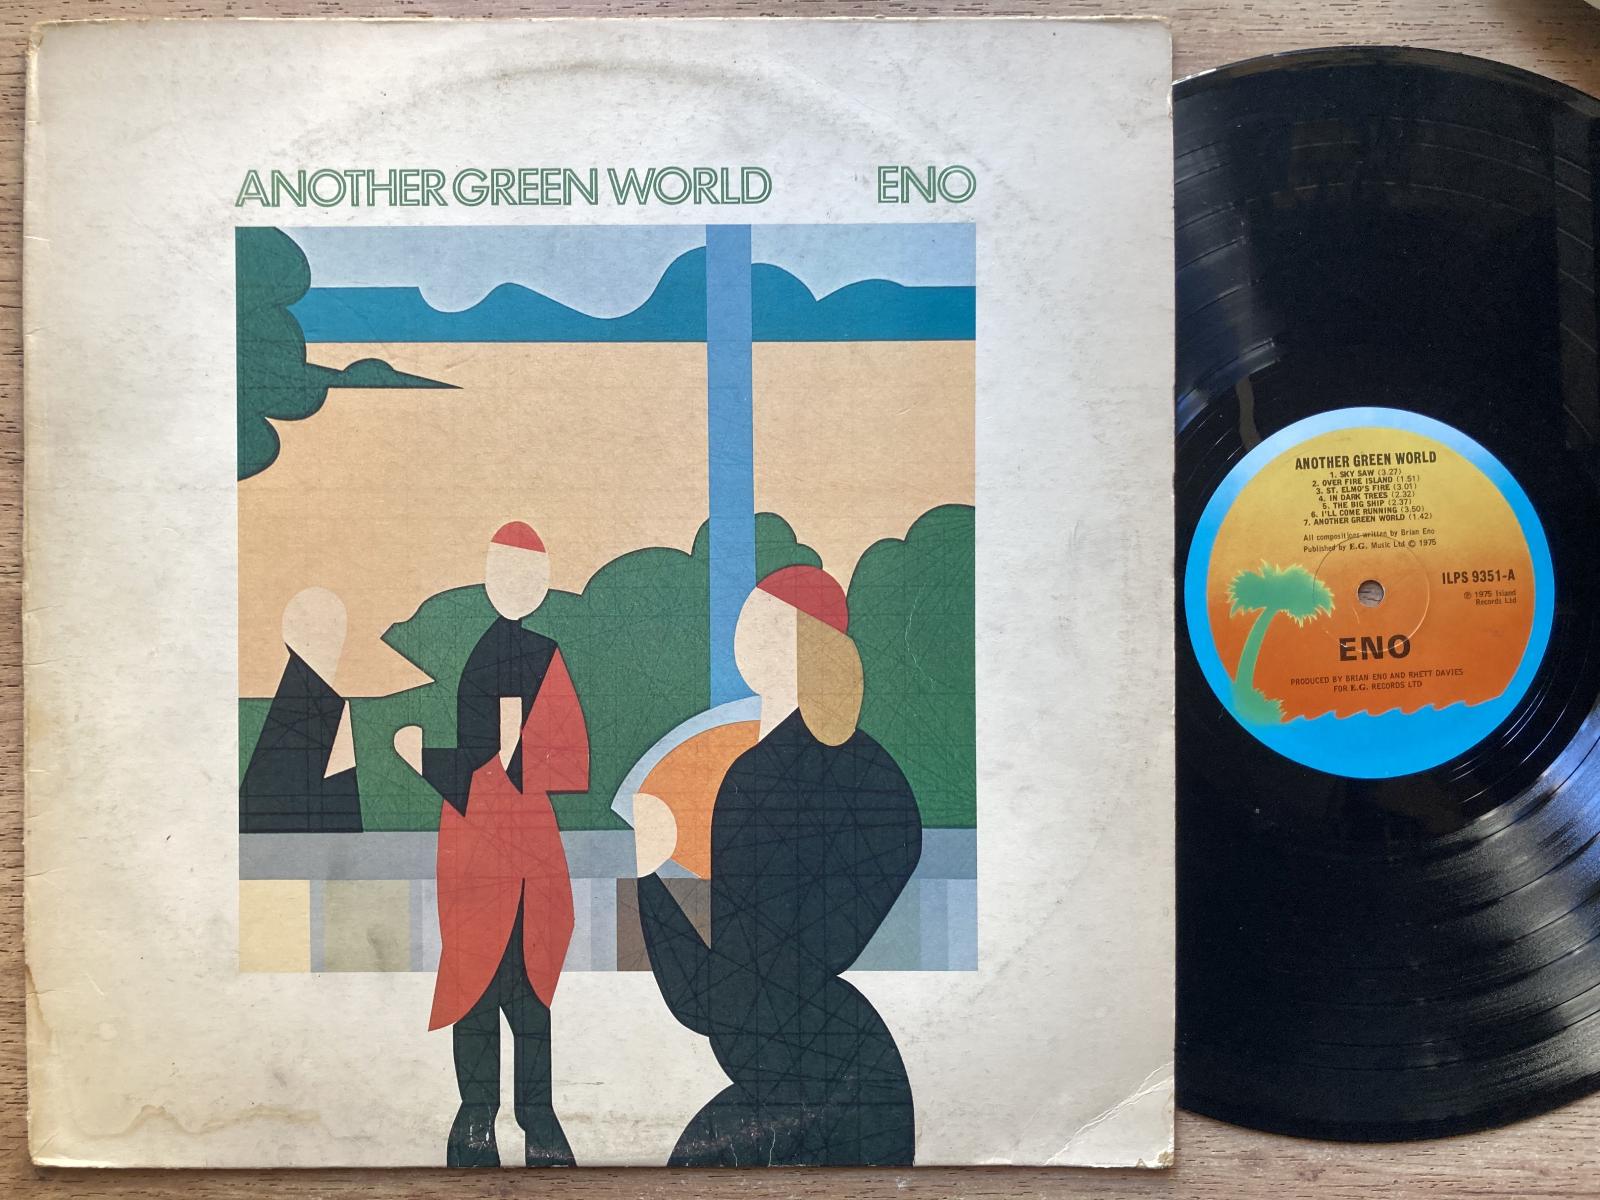 ANOTHER GREEN WORLD ENO
ANOTHER GREEN WORLD
1. SKY SAW (3.27)
2. OVER FIRE ISLAND (1.51)
3. ST. ELMO'S FIRE (3.01)
4. IN DARK TREES (2.32)
5. THE BIG SHIP (2.37)
6. I'LL COME RUNNING (3.50)
7. ANOTHER GREEN WORLD (1.42)
All compositions written by Brian Eno
Published by E.G. Music Ltd © 1975
ILPS 9351-A
℗ 1975 Island
Records Ltd
ENO
PRODUCED BY BRIAN ENO AND RHETT DAVIES
FOR E.G. RECORDS LTD